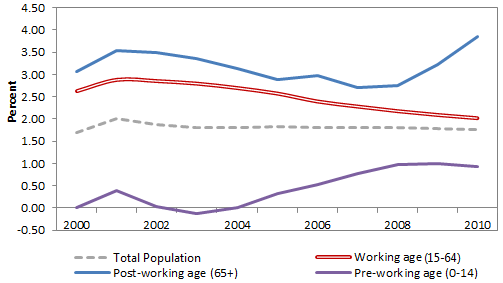 4.50
4.00
3.50
3.00
2.50
2.00
1.50
1.00
0.50
0.00
-0.50
Percent
2000 2002 2004 2006 2008 2010
Total Population Working age (15-64)
Post-working age (65+) Pre-working age (0-14)